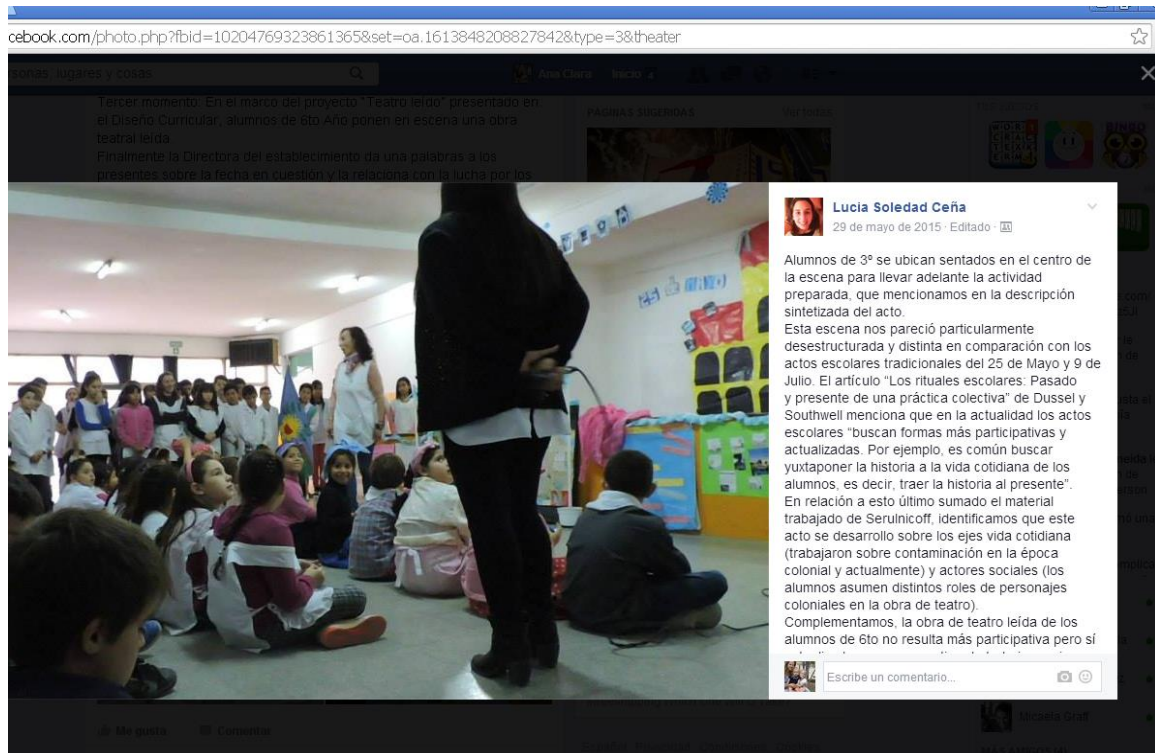 cebook.com/photo.php?fbid=10204769323861365&set=oa.1613848208827842&type=3&theater
personas, lugares y cosas
Ana Clara Inicio 4
Tercer momento: En el marco del proyecto "Teatro leído" presentado en
el Diseño Curricular, alumnos de 6to Año ponen en escena una obra
teatral leída
Finalmente la Directora del establecimiento da una palabras a los
presentes sobre la fecha en cuestión y la relaciona con la lucha por los
PÁGINAS SUGERIDAS Ver todas
BINGO
25 de MAYO
Lucia Soledad Ceña
29 de mayo de 2015 · Editado ·
Alumnos de 3º se ubican sentados en el centro de
la escena para llevar adelante la actividad
preparada, que mencionamos en la descripción
sintetizada del acto.
Esta escena nos pareció particularmente
desestructurada y distinta en comparación con los
actos escolares tradicionales del 25 de Mayo y 9 de
Julio. El artículo "Los rituales escolares: Pasado
y presente de una práctica colectiva" de Dussel y
Southwell menciona que en la actualidad los actos
escolares "buscan formas más participativas y
actualizadas. Por ejemplo, es común buscar
yuxtaponer la historia a la vida cotidiana de los
alumnos, es decir, traer la historia al presente".
En relación a esto último sumado el material
trabajado de Serulnicoff, identificamos que este
acto se desarrollo sobre los ejes vida cotidiana
(trabajaron sobre contaminación en la época
colonial y actualmente) y actores sociales (los
alumnos asumen distintos roles de personajes
coloniales en la obra de teatro).
Complementamos, la obra de teatro leída de los
alumnos de 6to no resulta más participativa pero sí
Escribe un comentario...
Me gusta Comentar
Micaela Graff